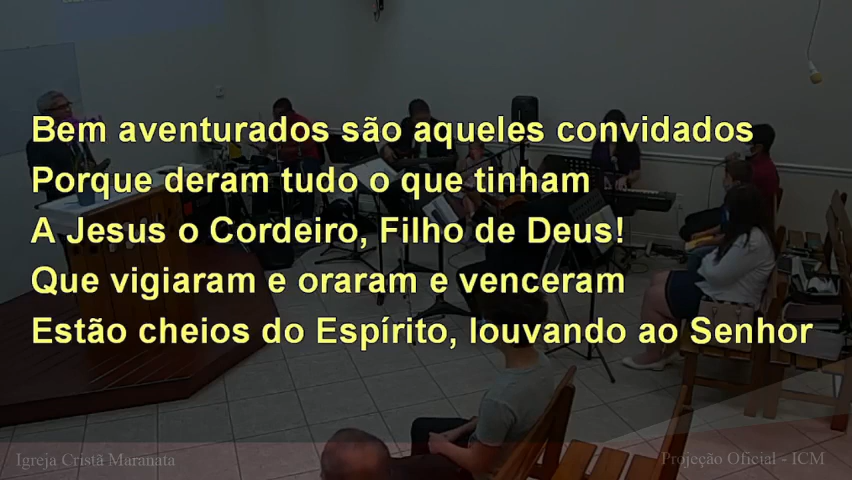 Bem aventurados são aqueles convidados
Porque deram tudo o que tinham
A Jesus o Cordeiro, Filho de Deus!
Que vigiaram e oraram e venceram
Estão cheios do Espírito, louvando ao Senhor
Igreja Cristã Maranata
Projeção Oficial - ICM